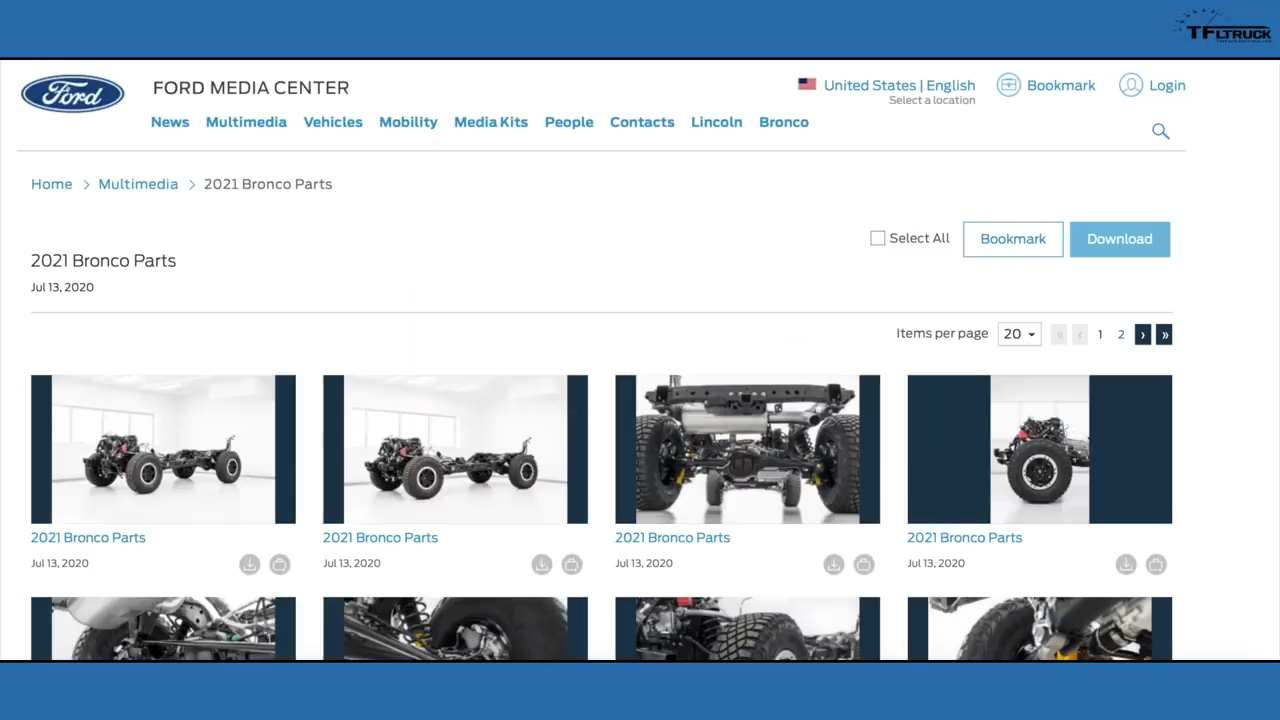 TFLTRUCK
Ford
FORD MEDIA CENTER
United States | English
Select a location
Bookmark
Login
News Multimedia Vehicles Mobility Media Kits People Contacts Lincoln Bronco
Home > Multimedia > 2021 Bronco Parts
Select All
Bookmark
Download
2021 Bronco Parts
Jul 13, 2020
Items per page 20 « ‹ 1 2 › »
2021 Bronco Parts
Jul 13, 2020
2021 Bronco Parts
Jul 13, 2020
2021 Bronco Parts
Jul 13, 2020
2021 Bronco Parts
Jul 13, 2020